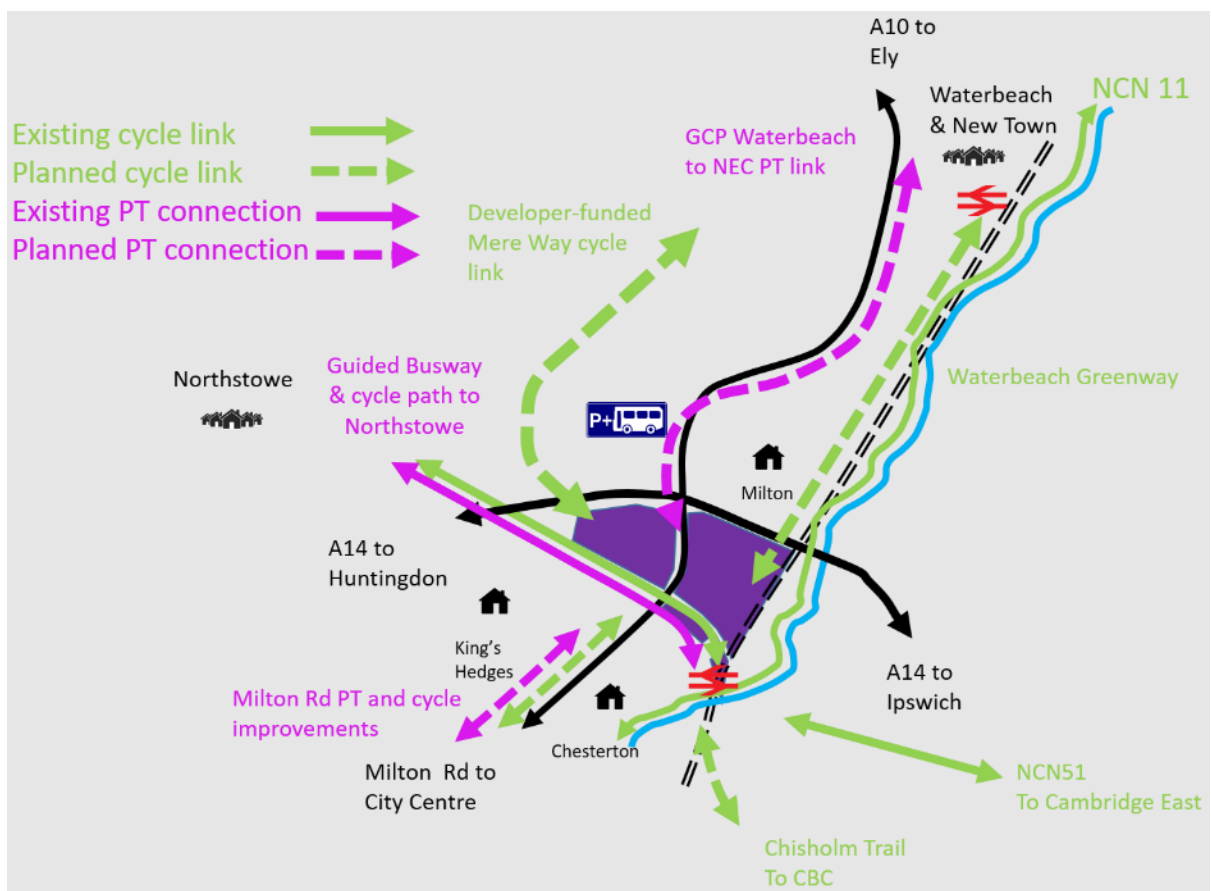 A10 to
Ely
Waterbeach
& New Town
NCN 11
Existing cycle link
Planned cycle link
Existing PT connection
Planned PT connection
GCP Waterbeach
to NEC PT link
Developer-funded
Mere Way cycle
link
Northstowe
Guided Busway
& cycle path to
Northstowe
P+
Waterbeach Greenway
Milton
A14 to
Huntingdon
King's
Hedges
A14 to
Ipswich
Milton Rd PT and cycle
improvements
Chesterton
Milton Rd to
City Centre
NCN51
To Cambridge East
Chisholm Trail
To CBC